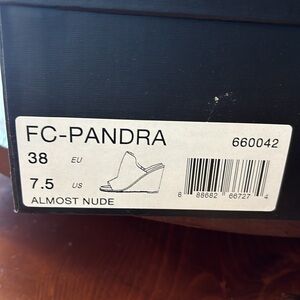 FC-PANDRA
660042
38 EU
7.5 US
ALMOST NUDE
8 88682 66727 4